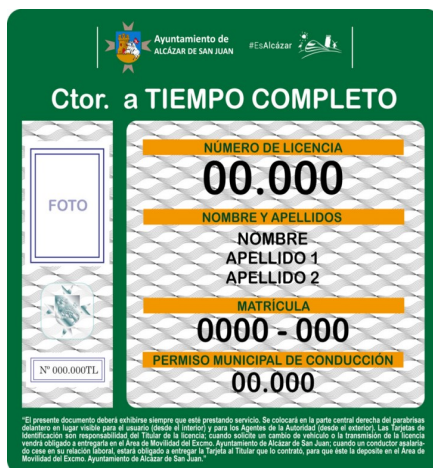 Ayuntamiento de
ALCÁZAR DE SAN JUAN
#EsAlcázar
Ctor. a TIEMPO COMPLETO
FOTO
Nº 000.000TL
NÚMERO DE LICENCIA
00.000
NOMBRE Y APELLIDOS
NOMBRE
APELLIDO 1
APELLIDO 2
MATRÍCULA
0000 - 000
PERMISO MUNICIPAL DE CONDUCCIÓN
00.000
"El presente documento deberá exhibirse siempre que esté prestando servicio. Se colocará en la parte central derecha del parabrisas
delantero en lugar visible para el usuario (desde el interior) y para los Agentes de la Autoridad (desde el exterior). Las Tarjetas de
Identificación son responsabilidad del Titular de la licencia; cuando solicite un cambio de vehículo o la transmisión de la licencia
vendrá obligado a entregarla en el Área de Movilidad del Excmo. Ayuntamiento de Alcázar de San Juan; cuando un conductor asalaria-
do cese en su relación laboral, estará obligado a entregar la Tarjeta al Titular que lo contrató, para que éste la deposite en el Área de
Movilidad del Excmo. Ayuntamiento de Alcázar de San Juan."